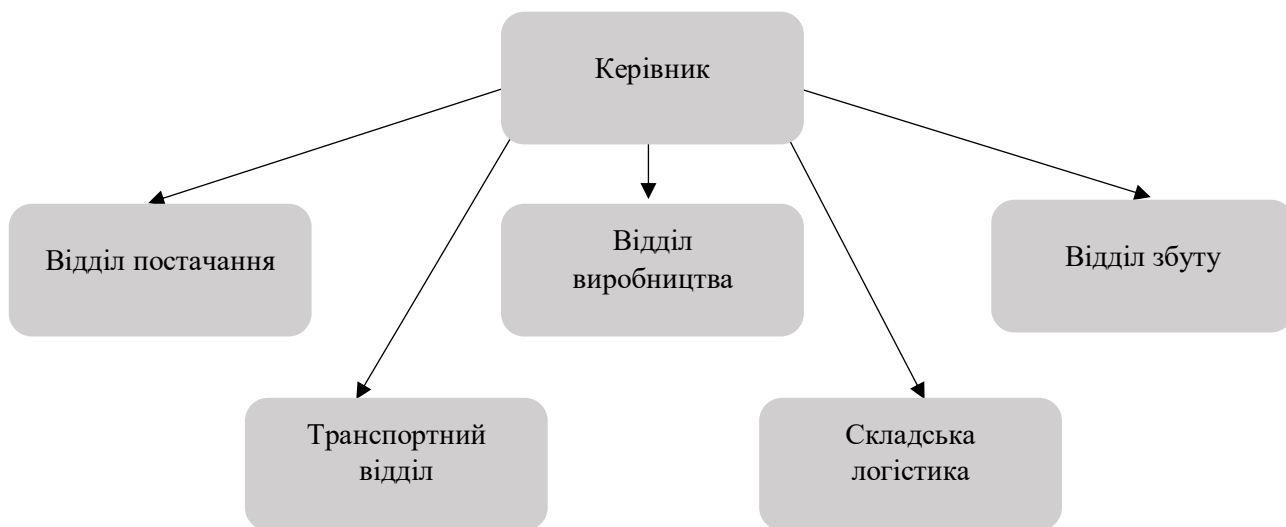 Керівник
Відділ постачання
Відділ
виробництва
Відділ збуту
Транспортний
відділ
Складська
логістика